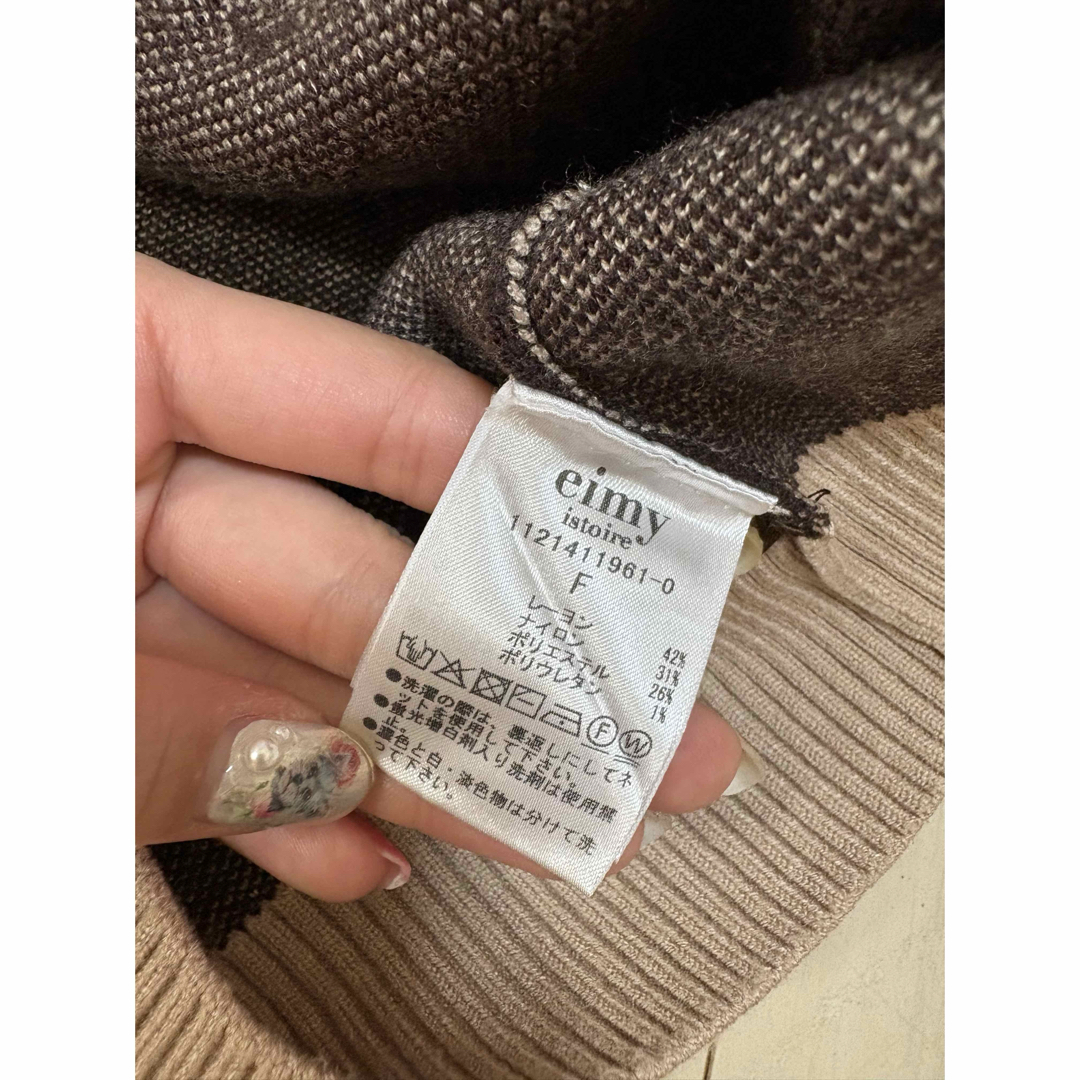 eimy
istoire
1121411961-0
F
レーヨン 42%
ナイロン 31%
ポリエステル 26%
ポリウレタン 1%
F W
●洗濯の際は、裏返しにしてネ
ットを使用して下さい。
●蛍光増白剤入り洗剤は使用禁
止。
●濃色と白・淡色物は分けて洗
って下さい。